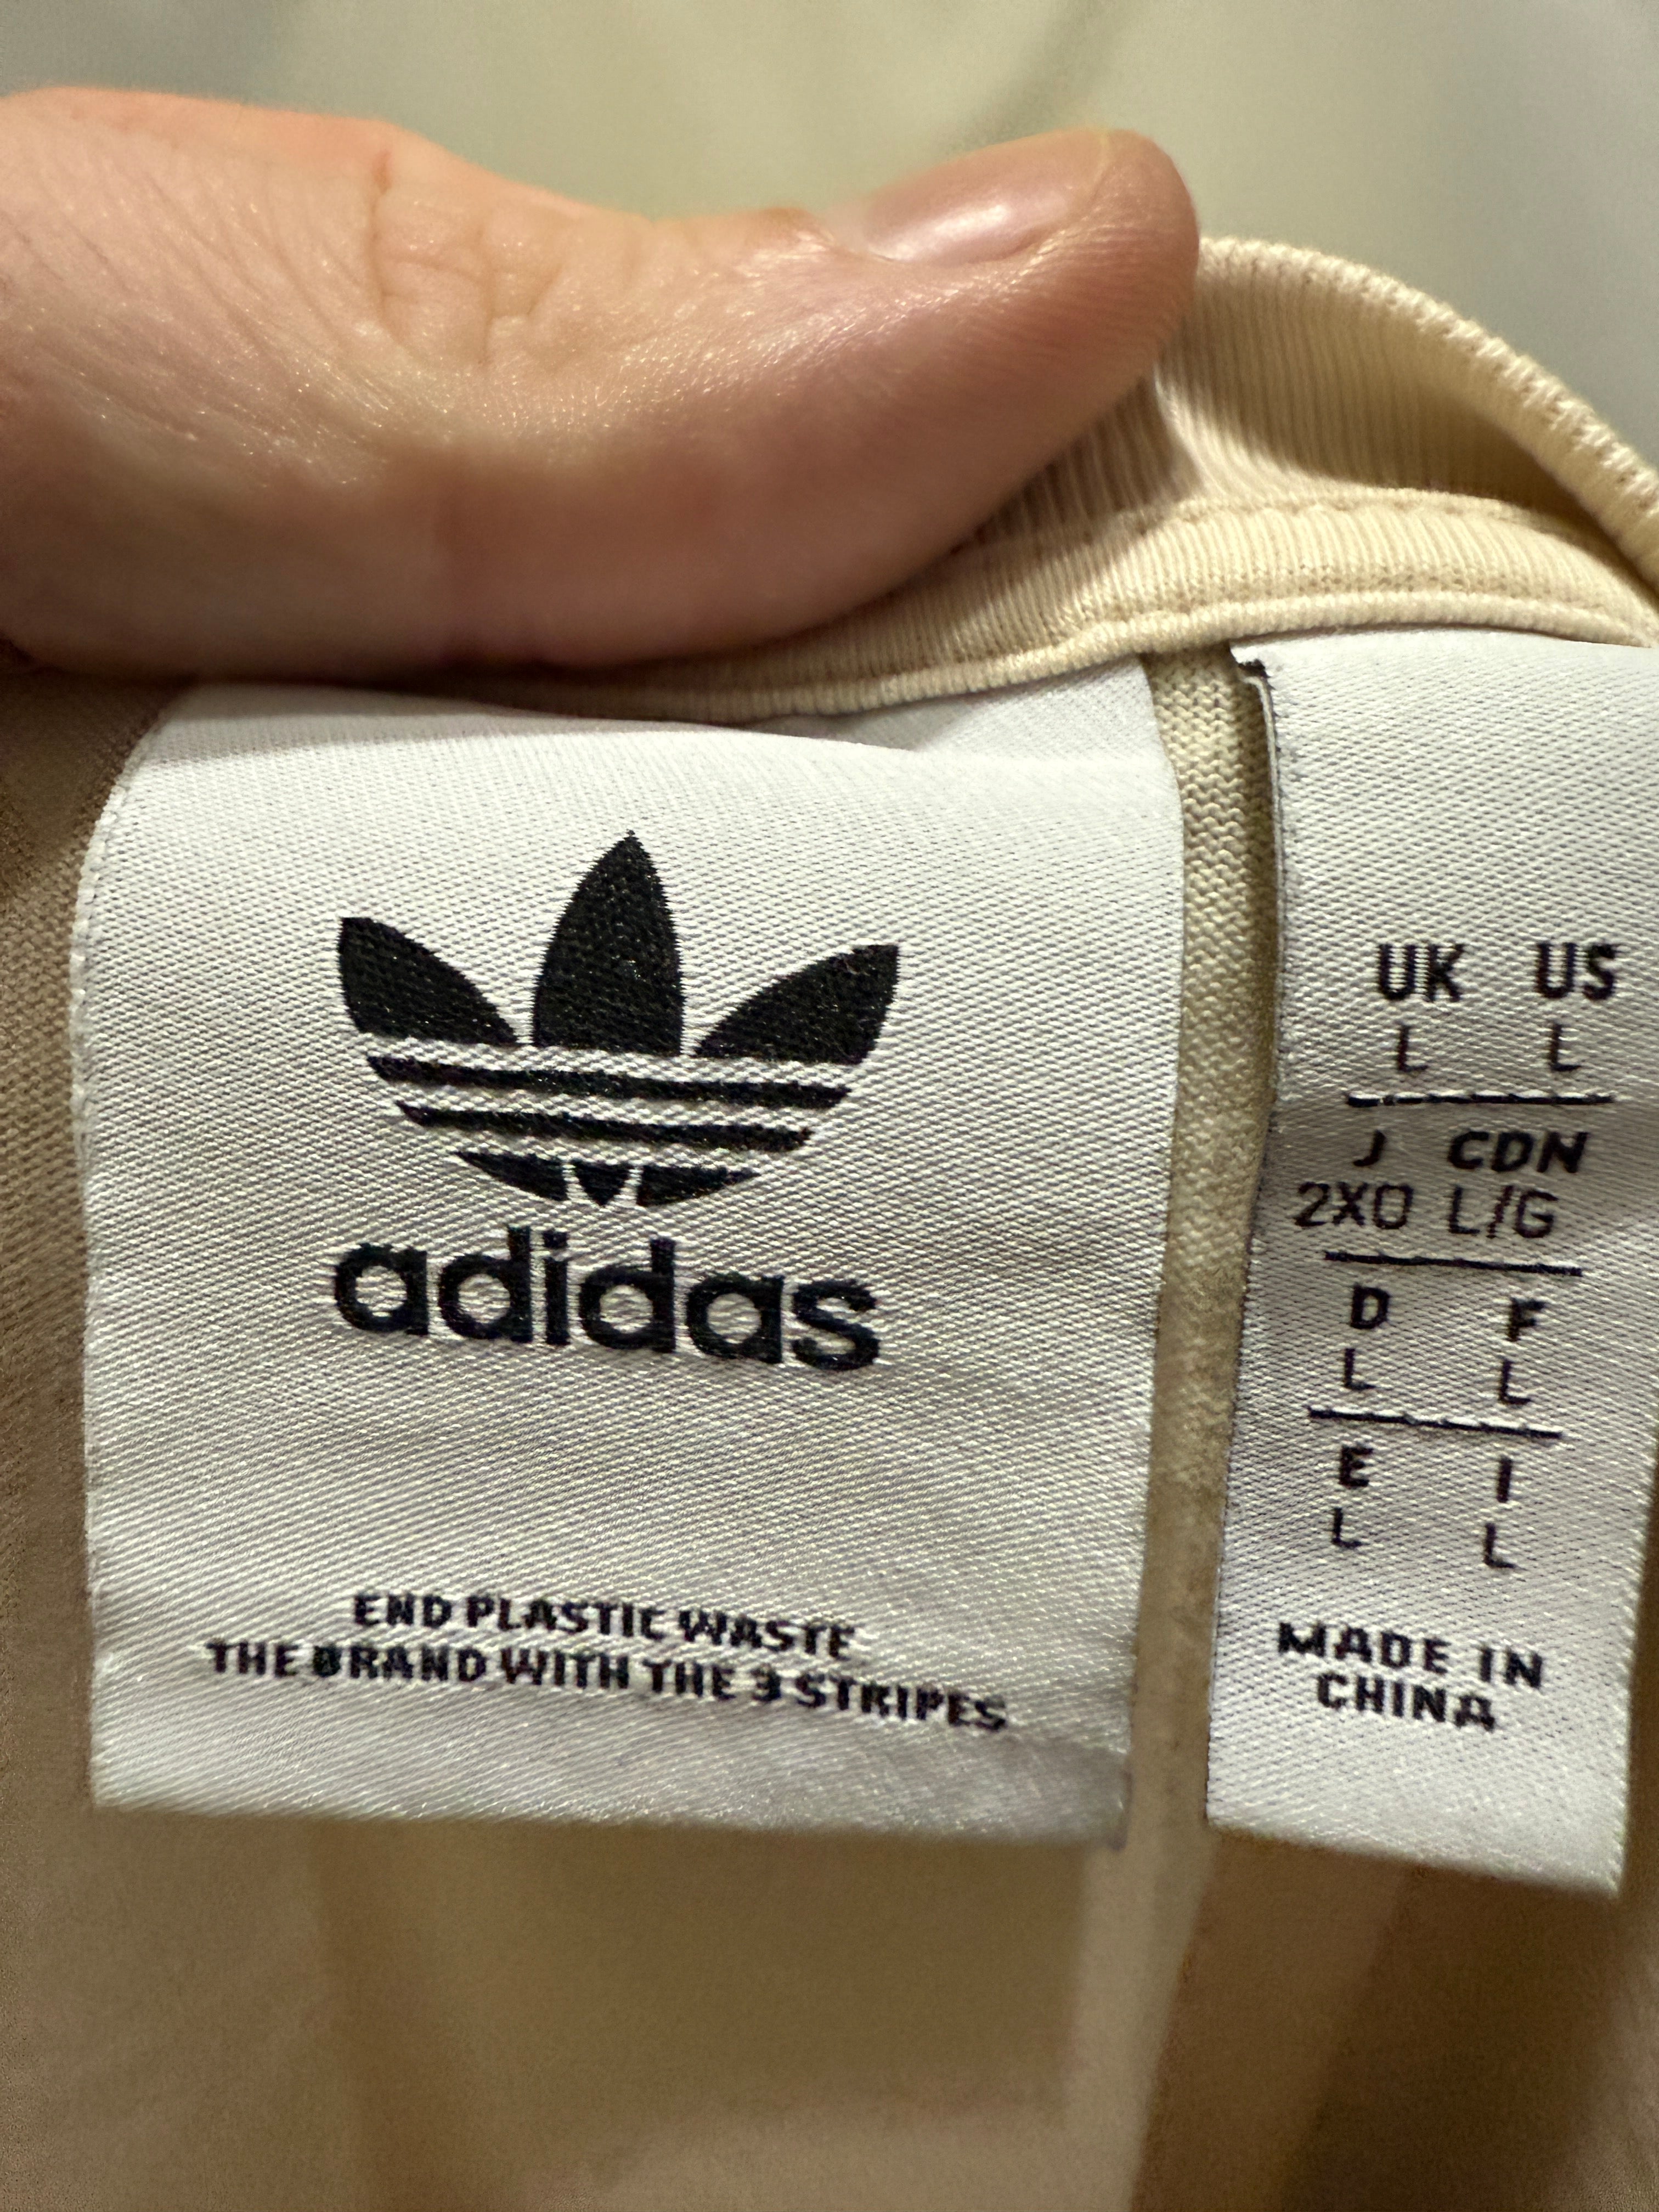 adidas
END PLASTIC WASTE
THE BRAND WITH THE 3 STRIPES
UK US
L L
J CDN
2XO L/G
D F
L L
E I
L L
MADE IN
CHINA